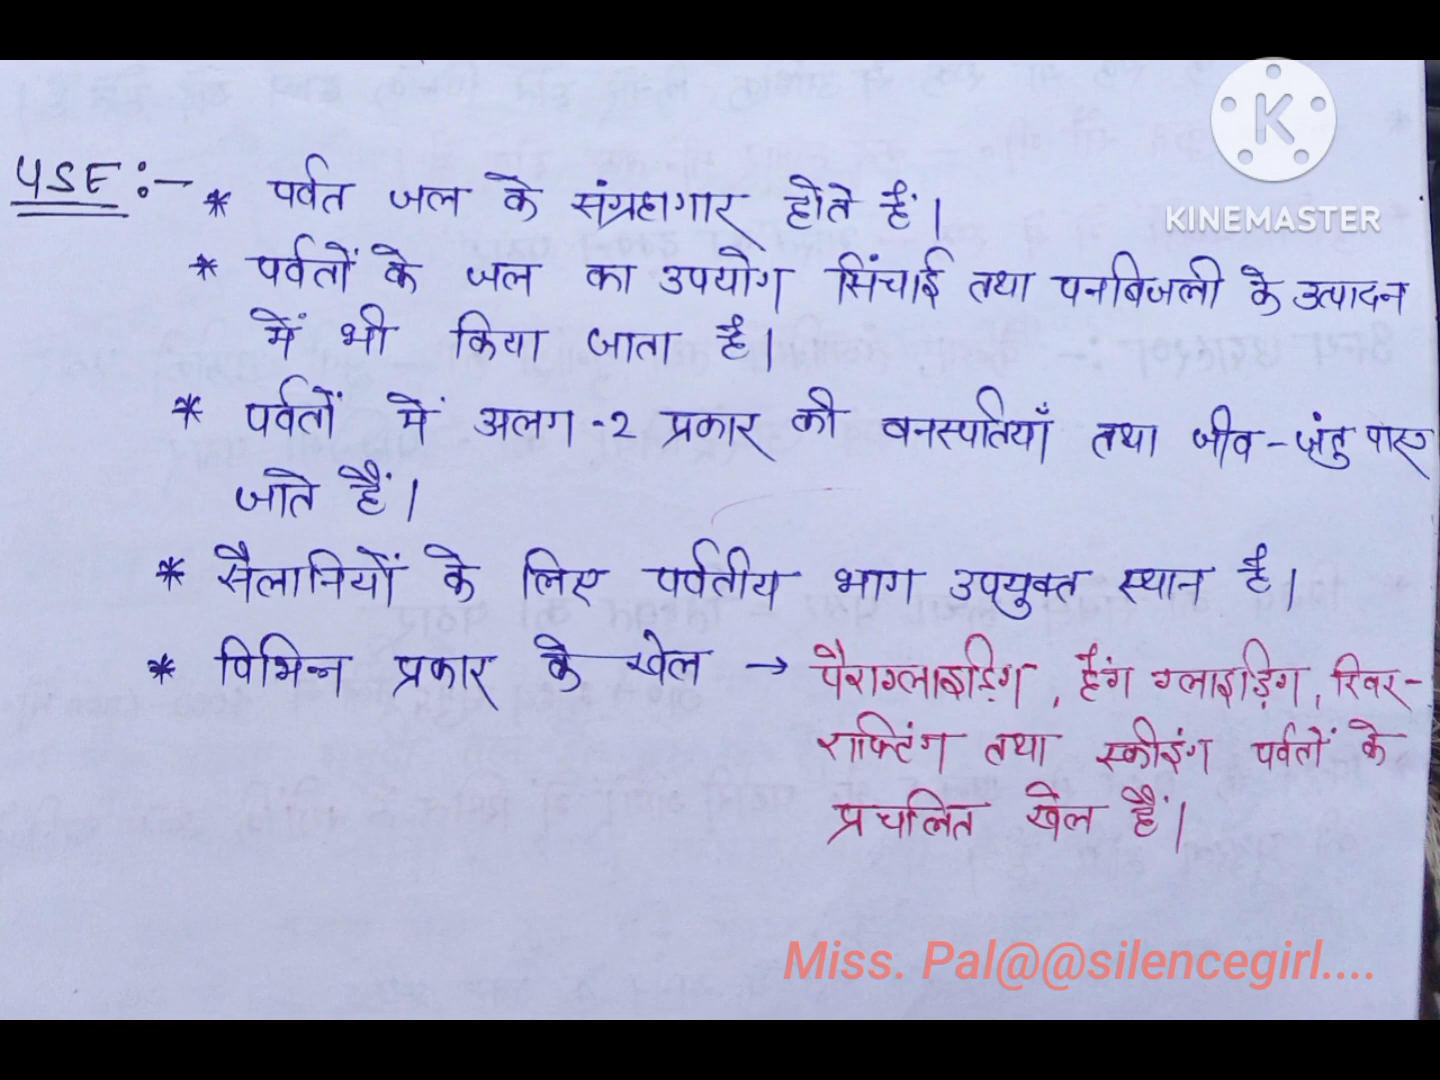 K
KINEMASTER
USE :-
* पर्वत जल के संग्रहागार होते हैं।
* पर्वतों के जल का उपयोग सिंचाई तथा पनबिजली के उत्पादन
में भी किया जाता है।
* पर्वतों में अलग-2 प्रकार की वनस्पतियाँ तथा जीव-जंतु पाए
जाते हैं।
* सैलानियों के लिए पर्वतीय भाग उपयुक्त स्थान है।
* विभिन्न प्रकार के खेल → पैराग्लाइड़िंग, हैंग ग्लाइड़िंग, रिवर-
राफ्टिंग तथा स्कीइंग पर्वतों के
प्रचलित खेल हैं।
Miss. Pal@@silencegirl....